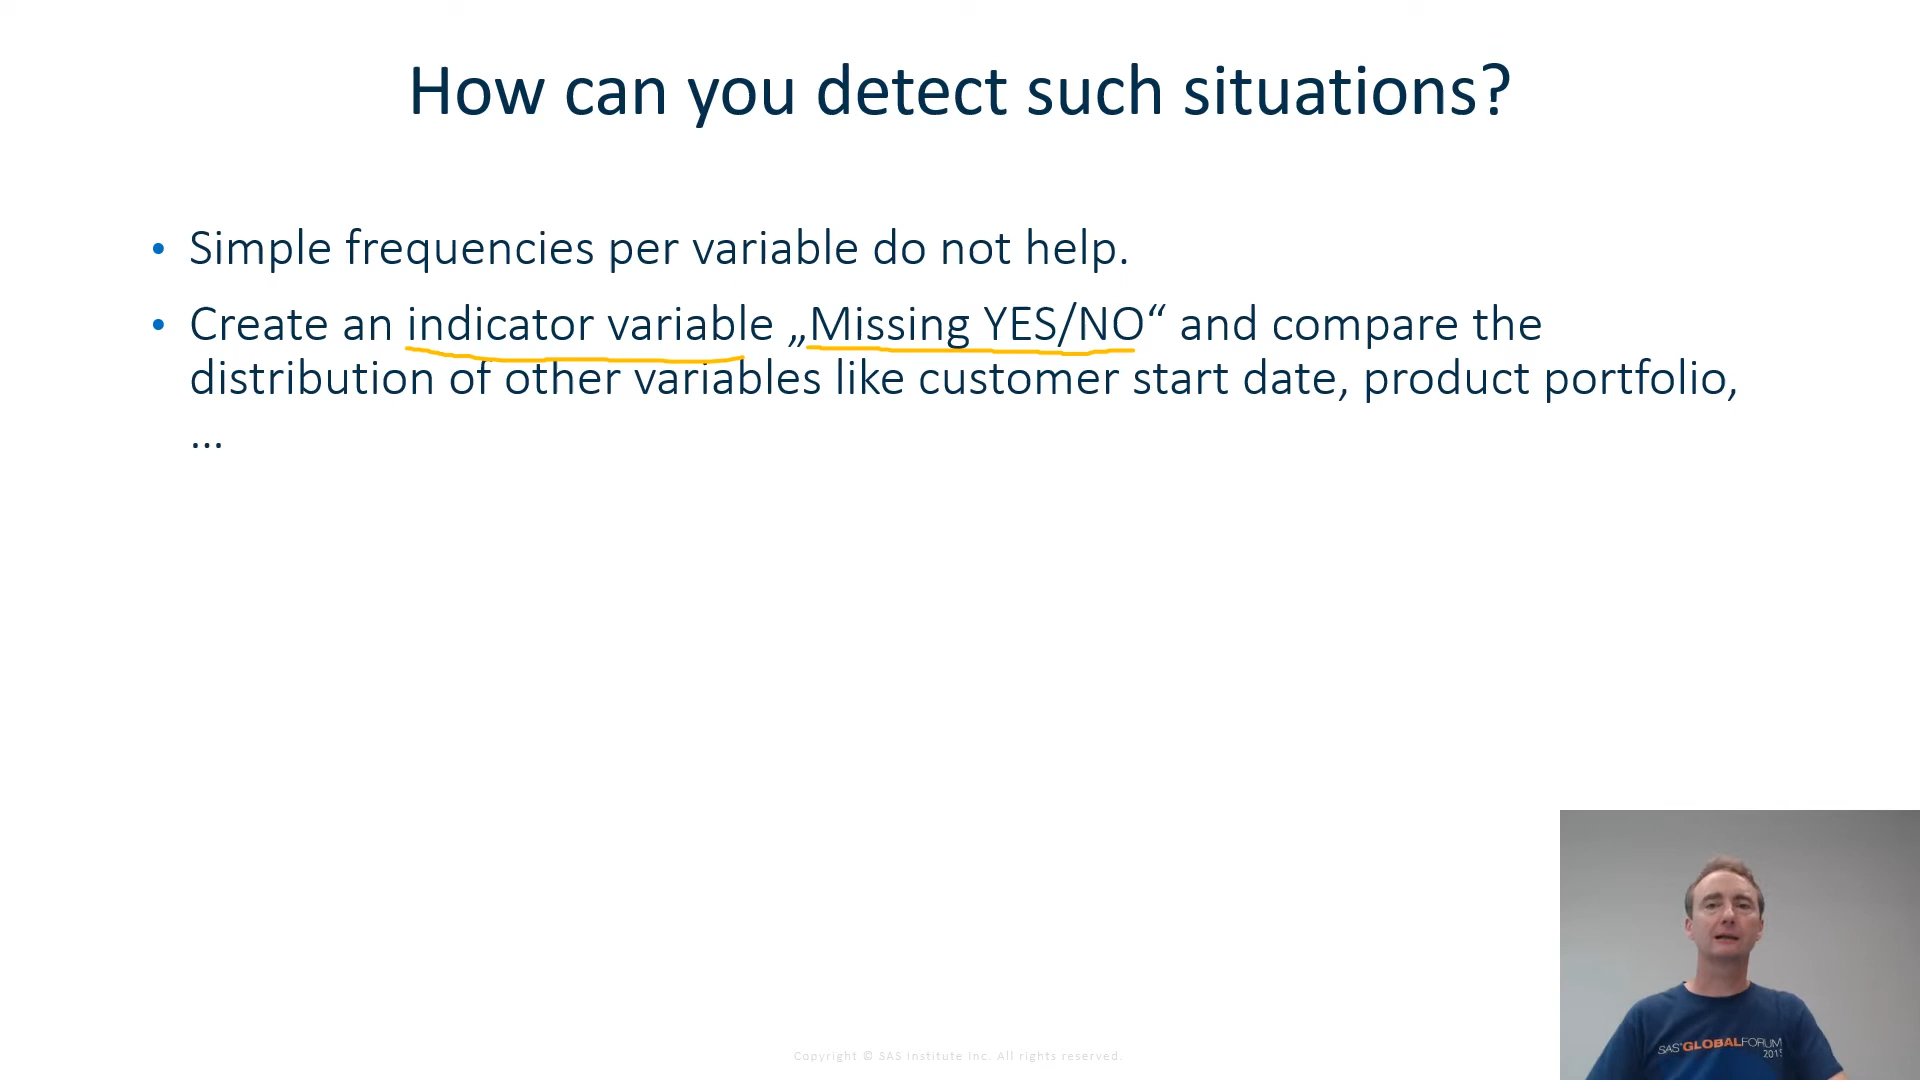 How can you detect such situations?
• Simple frequencies per variable do not help.
• Create an indicator variable „Missing YES/NO“ and compare the
distribution of other variables like customer start date, product portfolio,
...
Copyright © SAS Institute Inc. All rights reserved.
SAS GLOBALFORUM